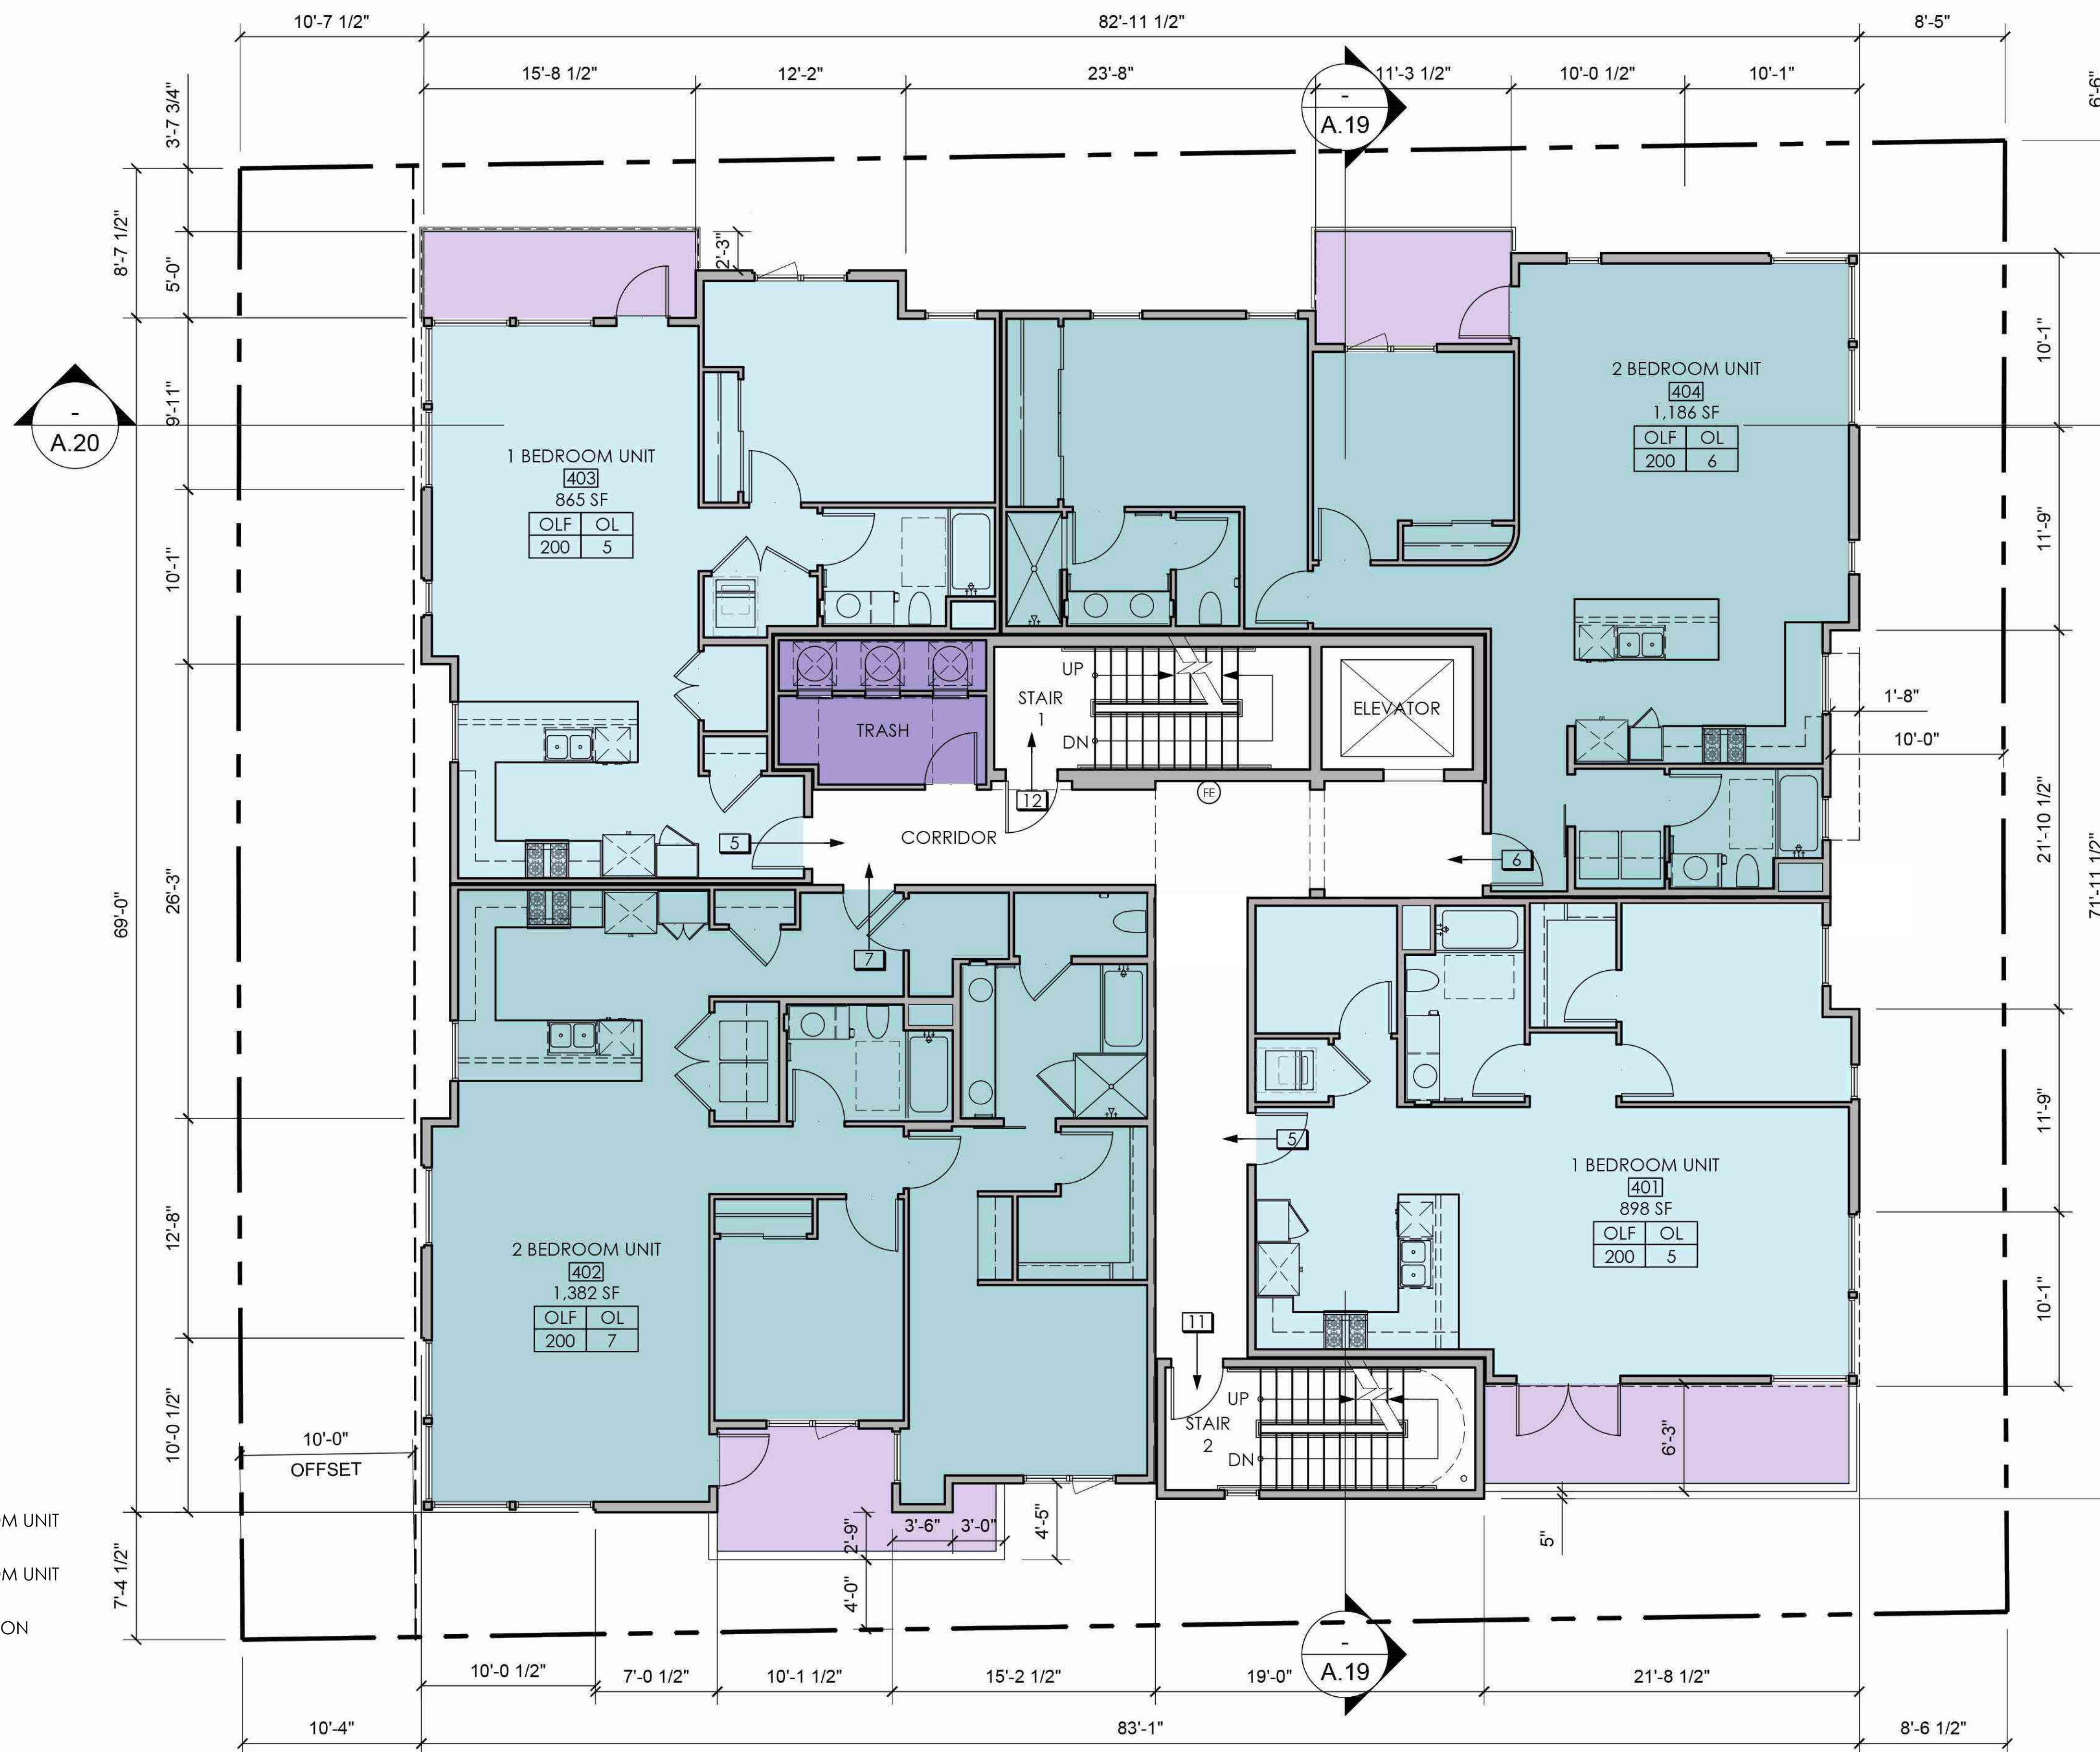 10'-7 1/2"
82'-11 1/2"
8'-5"
15'-8 1/2"
12'-2"
23'-8"
11'-3 1/2"
10'-0 1/2"
10'-1"
6'-6"
3'-7 3/4"
-
A.19
8'-7 1/2"
5'-0"
2'-3"
9'-11"
10'-1"
2 BEDROOM UNIT
404
1,186 SF
OLF OL
200 6
-
A.20
1 BEDROOM UNIT
403
865 SF
OLF OL
200 5
10'-1"
11'-9"
UP
STAIR
1
DN
ELEVATOR
TRASH
1'-8"
10'-0"
12
FE
5
CORRIDOR
6
21'-10 1/2"
26'-3"
69'-0"
71'-11 1/2"
7
5
11'-9"
1 BEDROOM UNIT
401
898 SF
OLF OL
200 5
12'-8"
2 BEDROOM UNIT
402
1,382 SF
OLF OL
200 7
10'-1"
11
UP
STAIR
2
DN
10'-0 1/2"
10'-0"
OFFSET
6'-3"
M UNIT
3'-6"
3'-0"
4'-5"
2'-9"
5"
M UNIT
7'-4 1/2"
4'-0"
ON
-
A.19
10'-0 1/2"
7'-0 1/2"
10'-1 1/2"
15'-2 1/2"
19'-0"
21'-8 1/2"
10'-4"
83'-1"
8'-6 1/2"